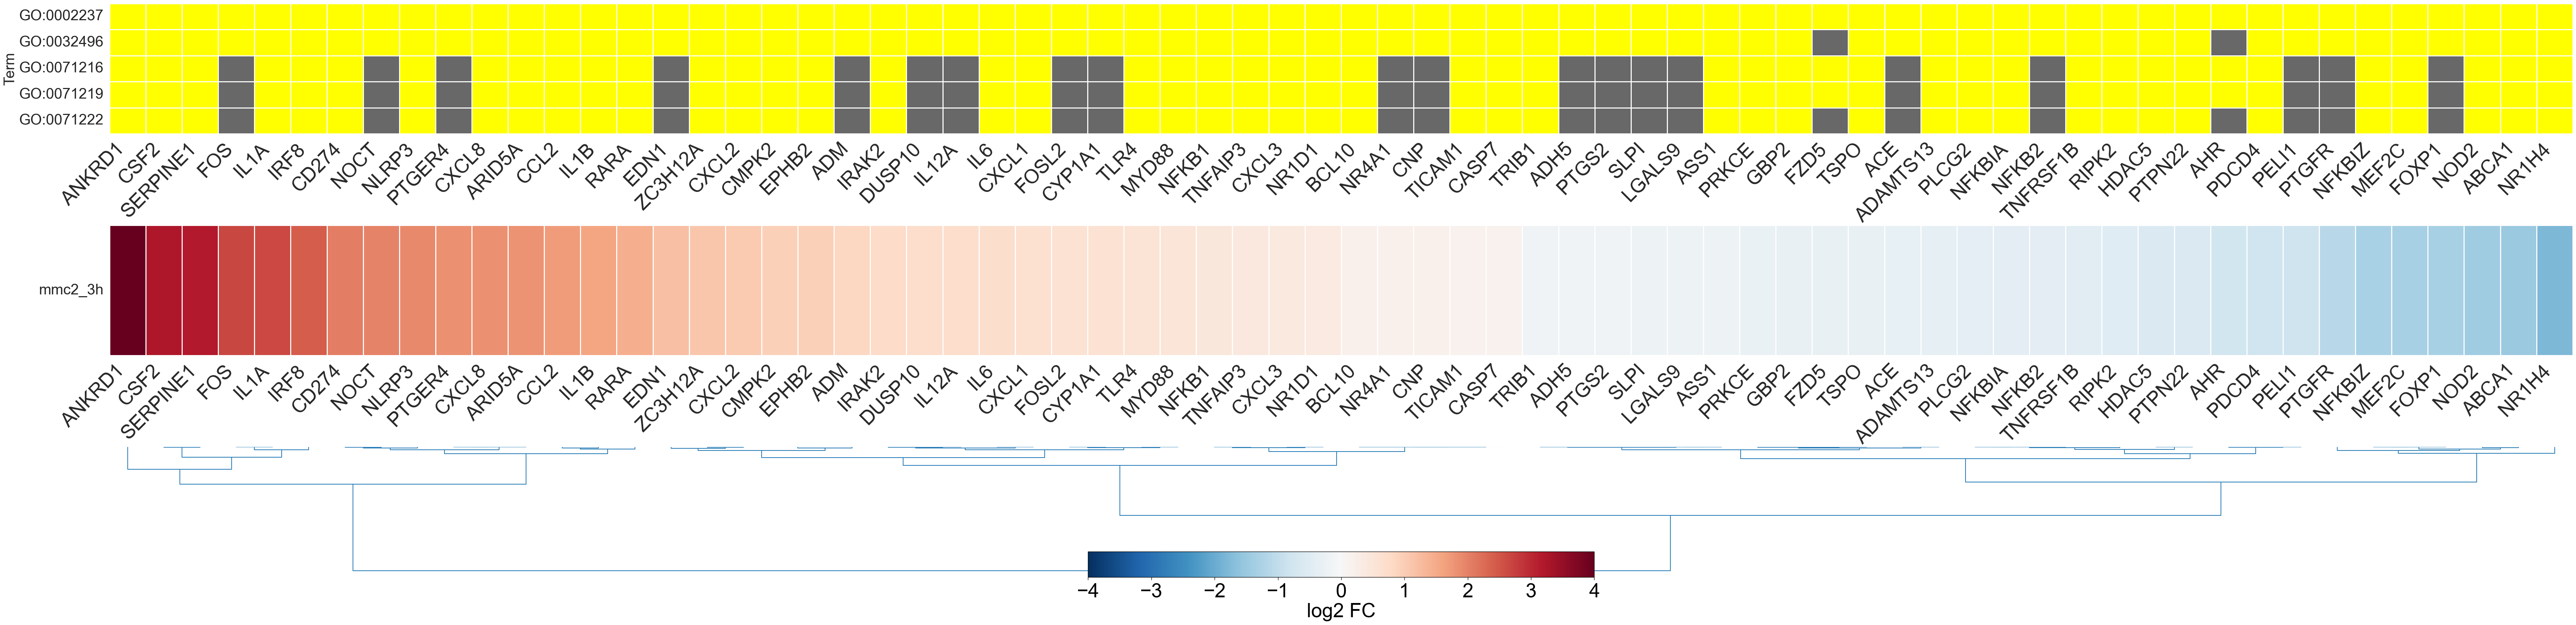 Term
GO:0002237
GO:0032496
GO:0071216
GO:0071219
GO:0071222
ANKRD1 CSF2 SERPINE1 FOS IL1A IRF8 CD274 NOCT NLRP3 PTGER4 CXCL8 ARID5A CCL2 IL1B RARA EDN1 ZC3H12A CXCL2 CMPK2 EPHB2 ADM IRAK2 DUSP10 IL12A IL6 CXCL1 FOSL2 CYP1A1 TLR4 MYD88 NFKB1 TNFAIP3 CXCL3 NR1D1 BCL10 NR4A1 CNP TICAM1 CASP7 TRIB1 ADH5 PTGS2 SLPI LGALS9 ASS1 PRKCE GBP2 FZD5 TSPO ACE ADAMTS13 PLCG2 NFKBIA NFKB2 TNFRSF1B RIPK2 HDAC5 PTPN22 AHR PDCD4 PELI1 PTGFR NFKBIZ MEF2C FOXP1 NOD2 ABCA1 NR1H4
mmc2_3h
ANKRD1 CSF2 SERPINE1 FOS IL1A IRF8 CD274 NOCT NLRP3 PTGER4 CXCL8 ARID5A CCL2 IL1B RARA EDN1 ZC3H12A CXCL2 CMPK2 EPHB2 ADM IRAK2 DUSP10 IL12A IL6 CXCL1 FOSL2 CYP1A1 TLR4 MYD88 NFKB1 TNFAIP3 CXCL3 NR1D1 BCL10 NR4A1 CNP TICAM1 CASP7 TRIB1 ADH5 PTGS2 SLPI LGALS9 ASS1 PRKCE GBP2 FZD5 TSPO ACE ADAMTS13 PLCG2 NFKBIA NFKB2 TNFRSF1B RIPK2 HDAC5 PTPN22 AHR PDCD4 PELI1 PTGFR NFKBIZ MEF2C FOXP1 NOD2 ABCA1 NR1H4
−4 −3 −2 −1 0 1 2 3 4
log2 FC